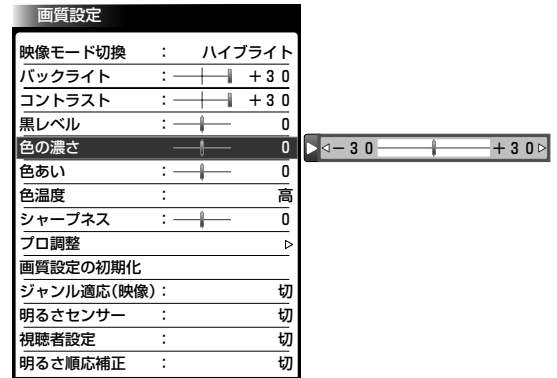 画質設定
映像モード切換 : ハイブライト
バックライト : +30
コントラスト : +30
黒レベル : 0
色の濃さ : 0
-30 +30
色あい : 0
色温度 : 高
シャープネス : 0
プロ調整
画質設定の初期化
ジャンル適応(映像) : 切
明るさセンサー : 切
視聴者設定 : 切
明るさ順応補正 : 切